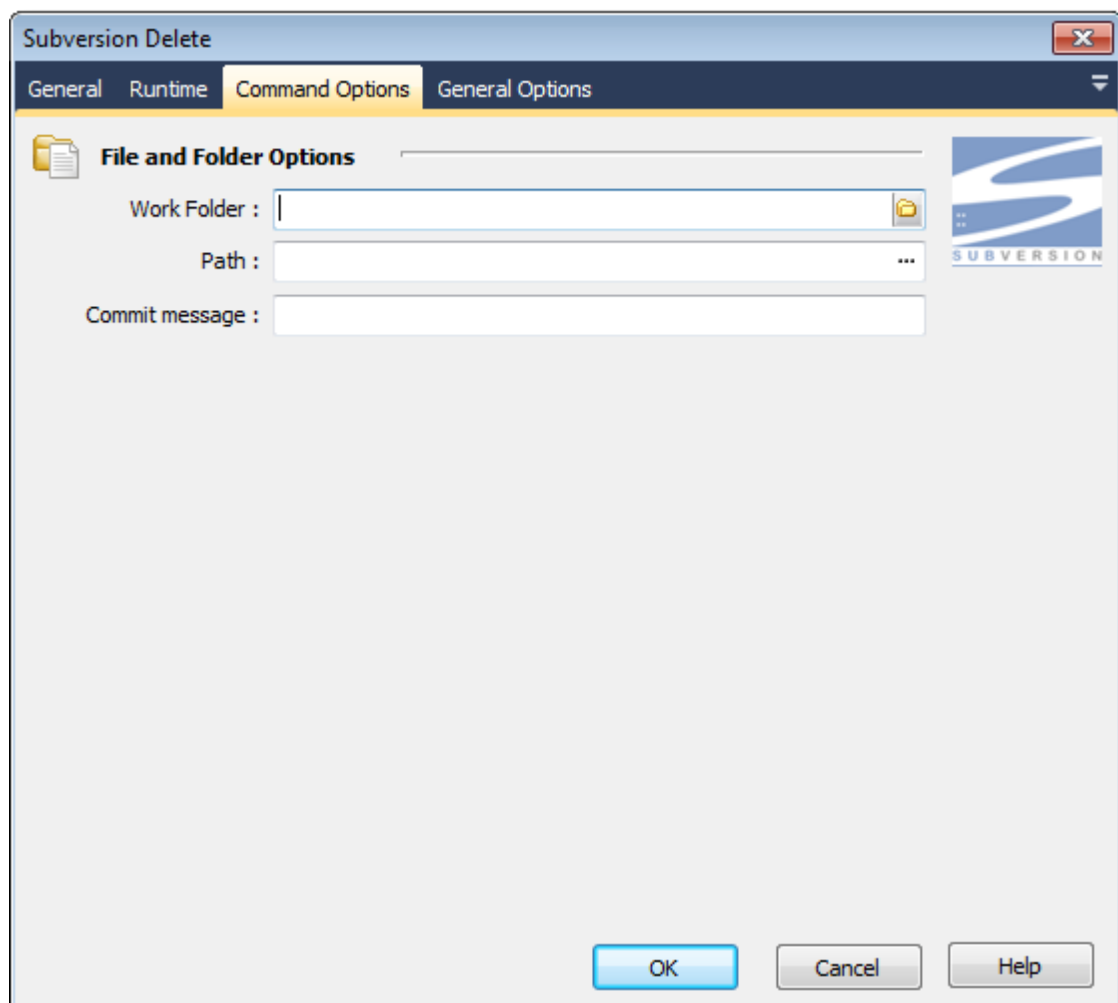 Subversion Delete
General Runtime Command Options General Options
File and Folder Options
Work Folder :
Path :
...
Commit message :
SUBVERSION
OK Cancel Help